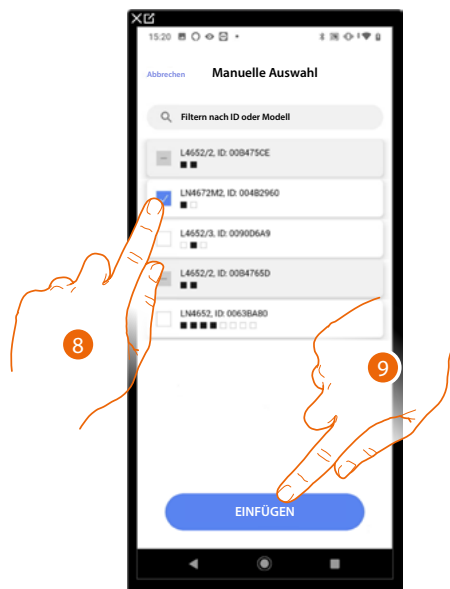 15:20
Abbrechen Manuelle Auswahl
Filtern nach ID oder Modell
L4652/2, ID: 00B475CE
LN4672M2, ID: 004B2960
L4652/3, ID: 0090D6A9
L4652/2, ID: 00B4765D
LN4652, ID: 0063BA80
8
9
EINFÜGEN